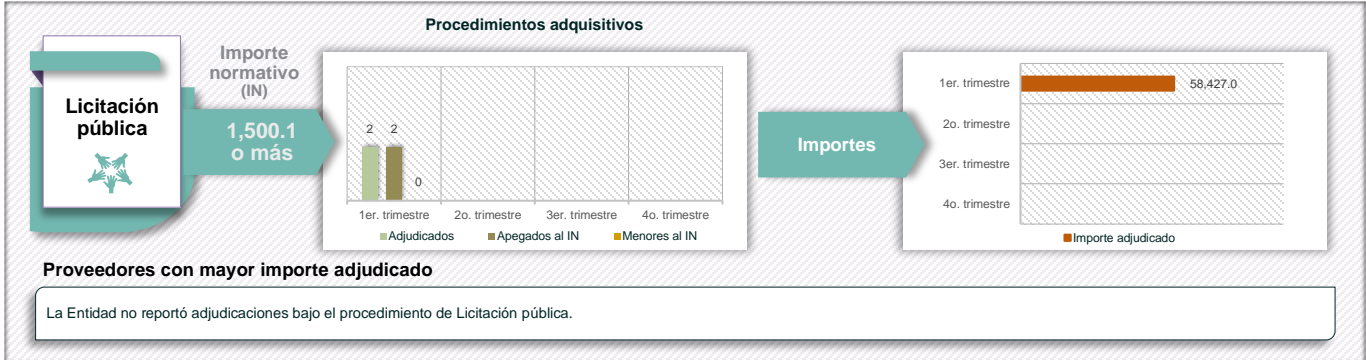 Procedimientos adquisitivos
Licitación
pública
Importe
normativo
(IN)
1,500.1
o más
2
2
0
1er. trimestre
2o. trimestre
3er. trimestre
4o. trimestre
Adjudicados
Apegados al IN
Menores al IN
Importes
1er. trimestre
58,427.0
2o. trimestre
3er. trimestre
4o. trimestre
Importe adjudicado
Proveedores con mayor importe adjudicado
La Entidad no reportó adjudicaciones bajo el procedimiento de Licitación pública.